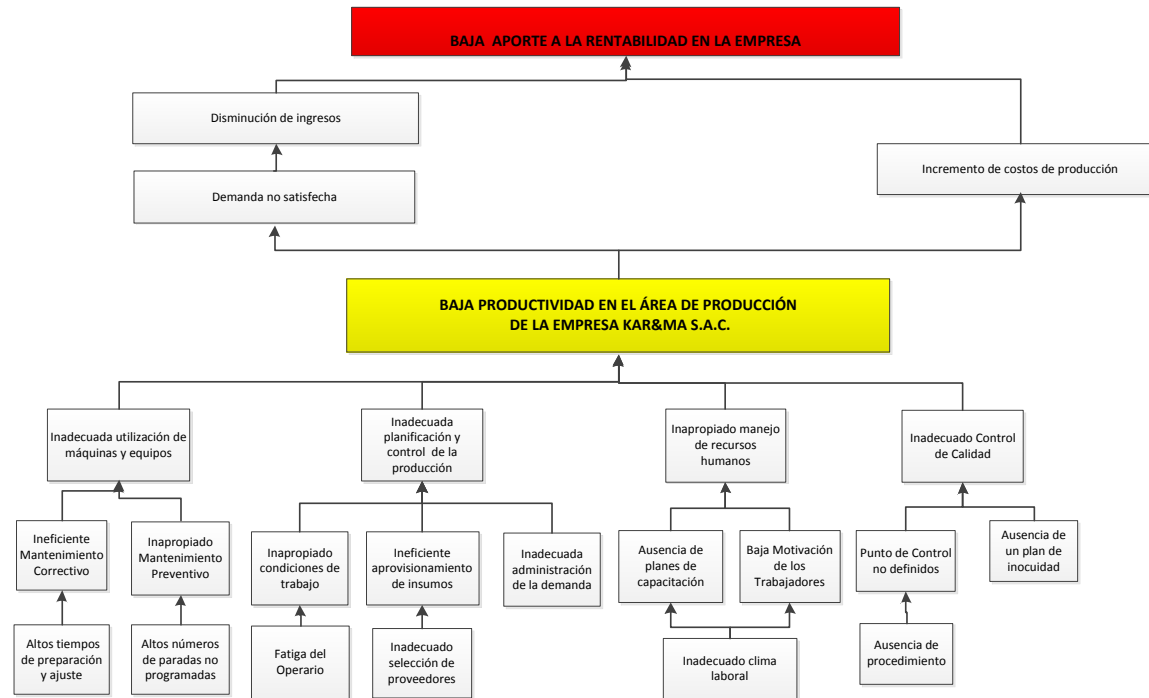 BAJA APORTE A LA RENTABILIDAD EN LA EMPRESA
Disminución de ingresos
Incremento de costos de producción
Demanda no satisfecha
BAJA PRODUCTIVIDAD EN EL ÁREA DE PRODUCCIÓN
DE LA EMPRESA KAR&MA S.A.C.
Inadecuada utilización de
máquinas y equipos
Inadecuada
planificación y
control de la
producción
Inapropiado manejo
de recursos
humanos
Inadecuado Control
de Calidad
Ineficiente
Mantenimiento
Correctivo
Inapropiado
Mantenimiento
Preventivo
Inapropiado
condiciones de
trabajo
Ineficiente
aprovisionamiento
de insumos
Inadecuada
administración
de la demanda
Ausencia de
planes de
capacitación
Baja Motivación
de los
Trabajadores
Punto de Control
no definidos
Ausencia de
un plan de
inocuidad
Altos tiempos
de preparación
y ajuste
Altos números
de paradas no
programadas
Fatiga del
Operario
Inadecuado
selección de
proveedores
Inadecuado clima
laboral
Ausencia de
procedimiento